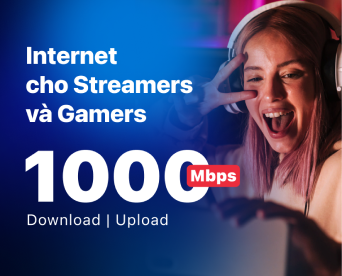 Internet
cho Streamers
và Gamers
1000 Mbps
Download | Upload